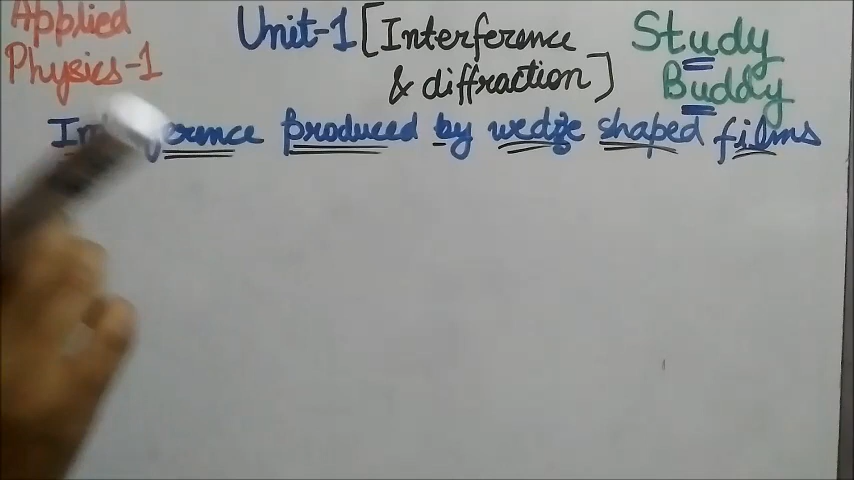 Applied Unit-1 [Interference Study
Physics-1 & diffraction] Buddy
produced by wedge shaped films